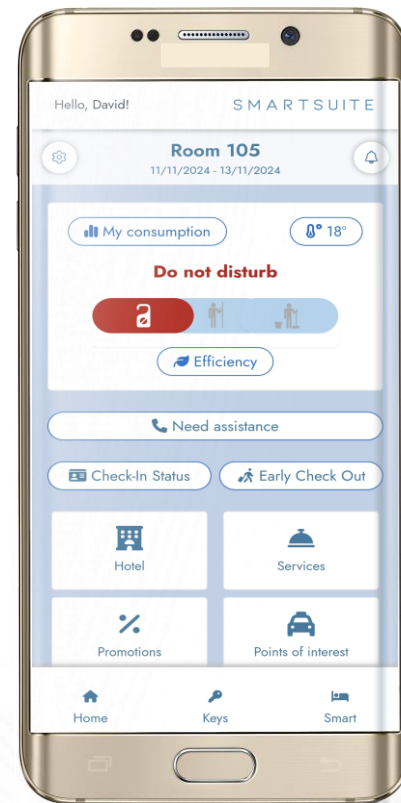 Hello, David!
SMARTSUITE
Room 105
11/11/2024 - 13/11/2024
My consumption
18°
Do not disturb
Efficiency
Need assistance
Check-In Status
Early Check Out
Hotel
Services
Promotions
Points of interest
Home
Keys
Smart